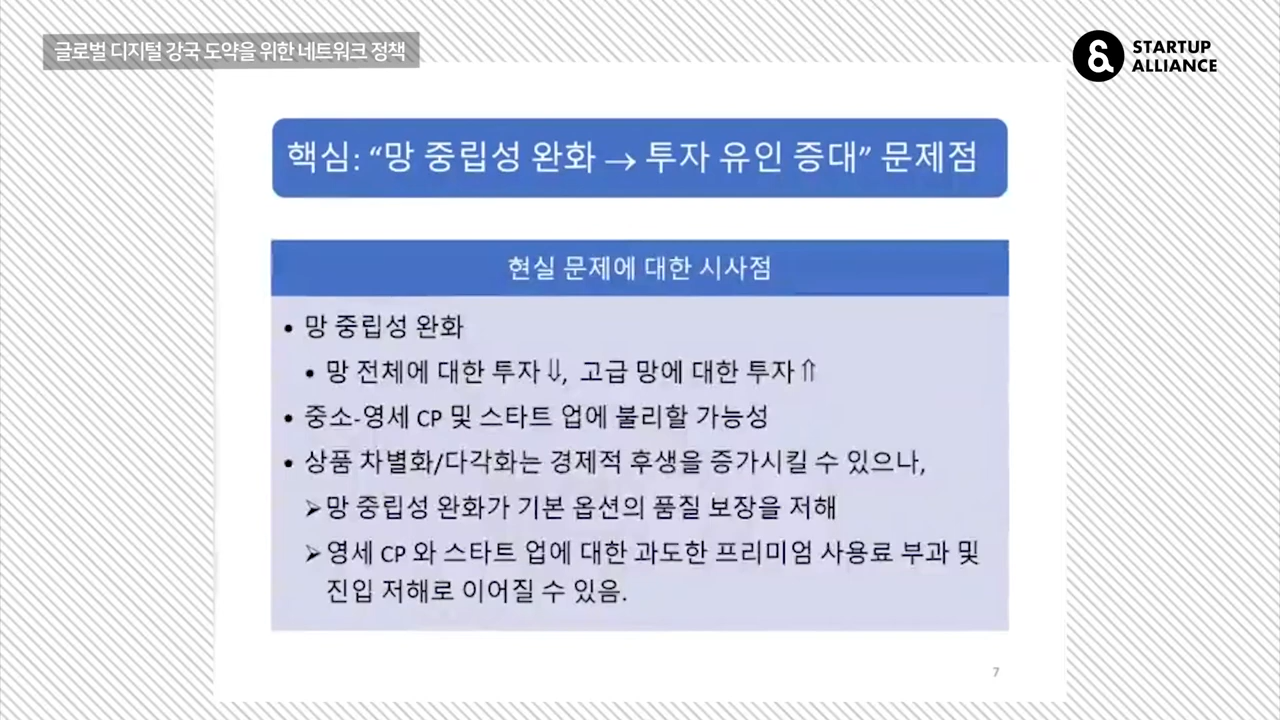 글로벌 디지털 강국 도약을 위한 네트워크 정책
STARTUP
ALLIANCE
핵심: “망 중립성 완화 → 투자 유인 증대” 문제점
현실 문제에 대한 시사점
• 망 중립성 완화
• 망 전체에 대한 투자⇓, 고급 망에 대한 투자⇑
• 중소-영세 CP 및 스타트 업에 불리할 가능성
• 상품 차별화/다각화는 경제적 후생을 증가시킬 수 있으나,
➢망 중립성 완화가 기본 옵션의 품질 보장을 저해
➢영세 CP 와 스타트 업에 대한 과도한 프리미엄 사용료 부과 및
진입 저해로 이어질 수 있음.
7